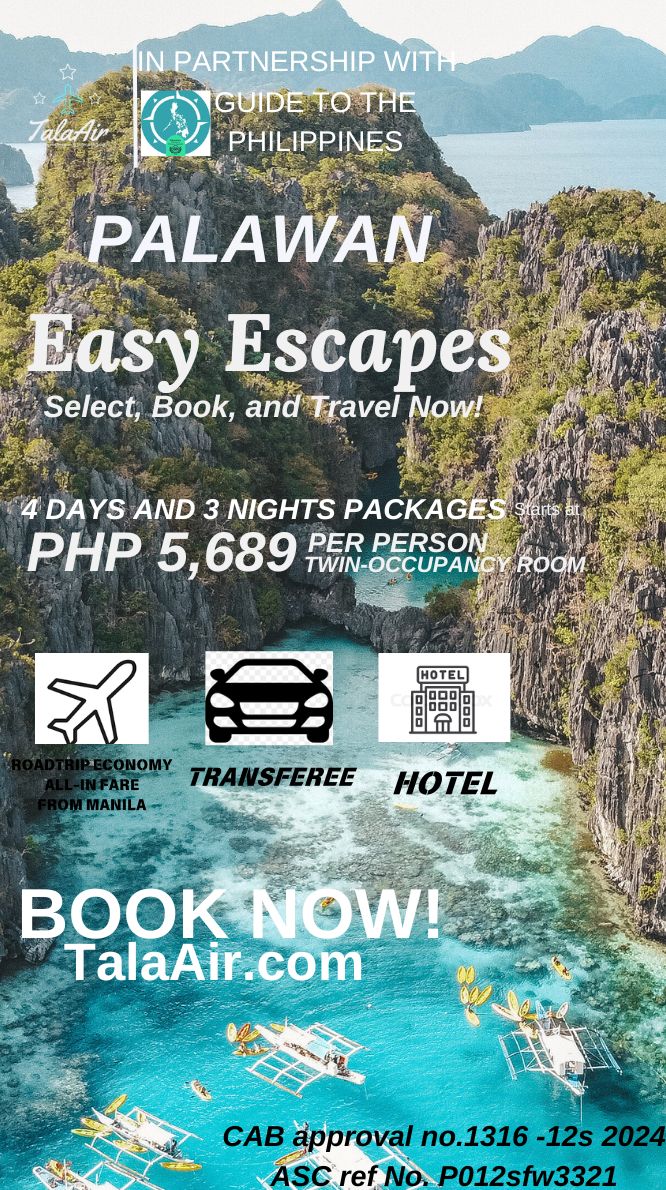 IN PARTNERSHIP WITH
GUIDE TO THE
PHILIPPINES
TalaAir
PALAWAN
Easy Escapes
Select, Book, and Travel Now!
4 DAYS AND 3 NIGHTS PACKAGES Starts at
PHP 5,689 PER PERSON
TWIN-OCCUPANCY ROOM
HOTEL
ROADTRIP ECONOMY
ALL-IN FARE
FROM MANILA
TRANSFEREE
HOTEL
BOOK NOW!
TalaAir.com
CAB approval no.1316 -12s 2024
ASC ref No. P012sfw3321